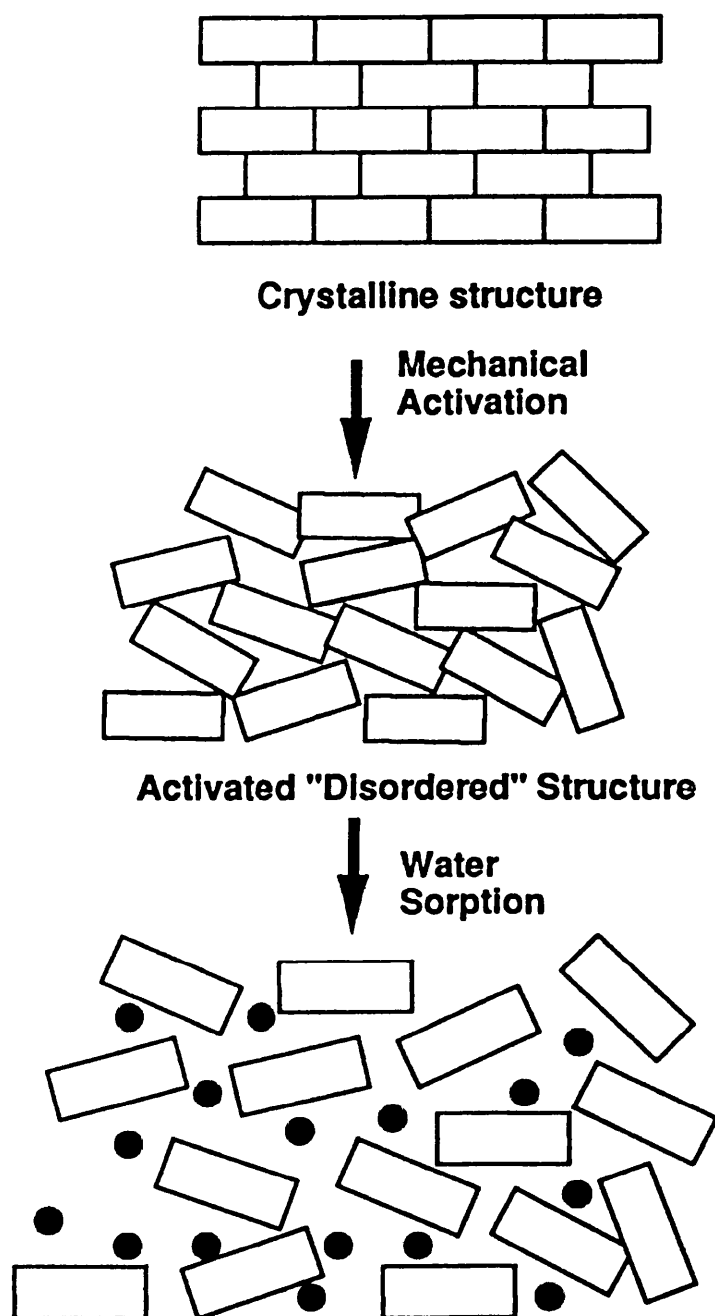 Crystalline structure
Mechanical
Activation
Activated "Disordered" Structure
Water
Sorption